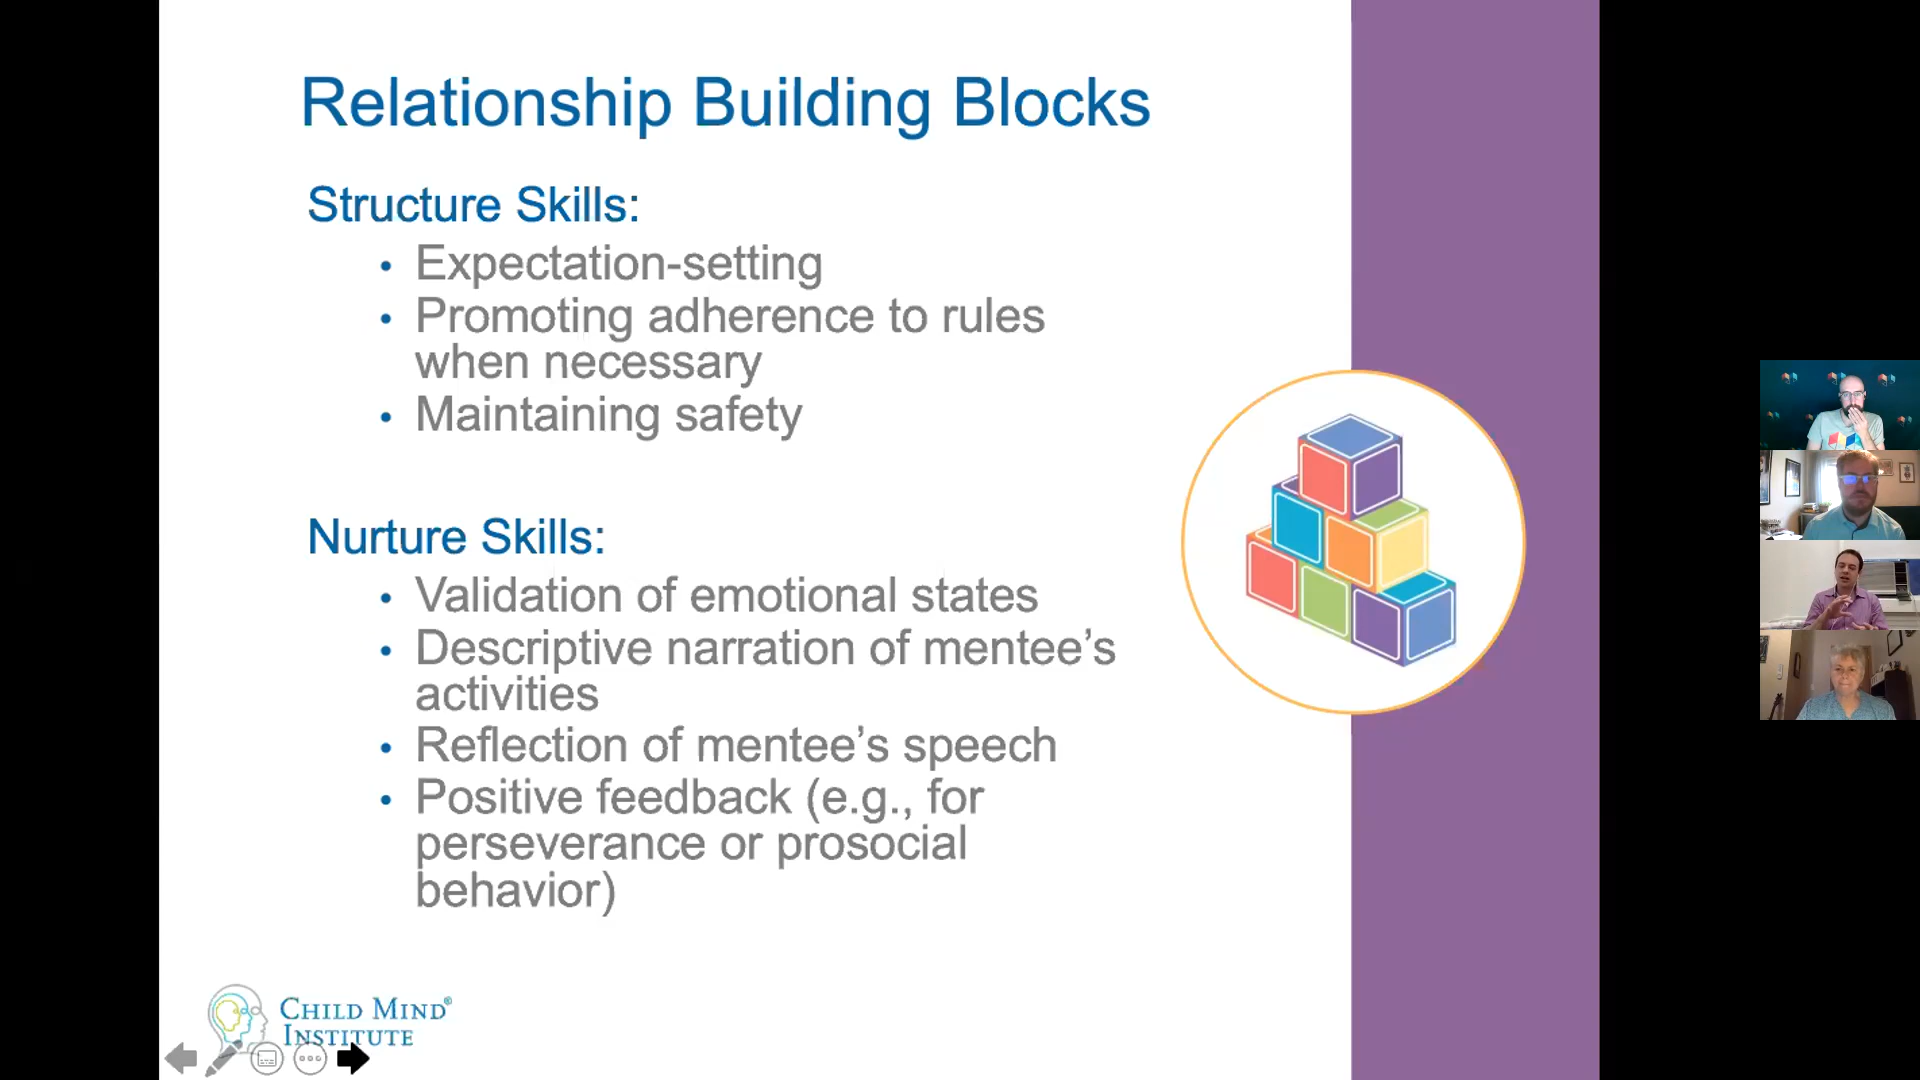 Relationship Building Blocks
Structure Skills:
• Expectation-setting
• Promoting adherence to rules
when necessary
• Maintaining safety
Nurture Skills:
• Validation of emotional states
• Descriptive narration of mentee’s
activities
• Reflection of mentee’s speech
• Positive feedback (e.g., for
perseverance or prosocial
behavior)
CHILD MIND®
INSTITUTE